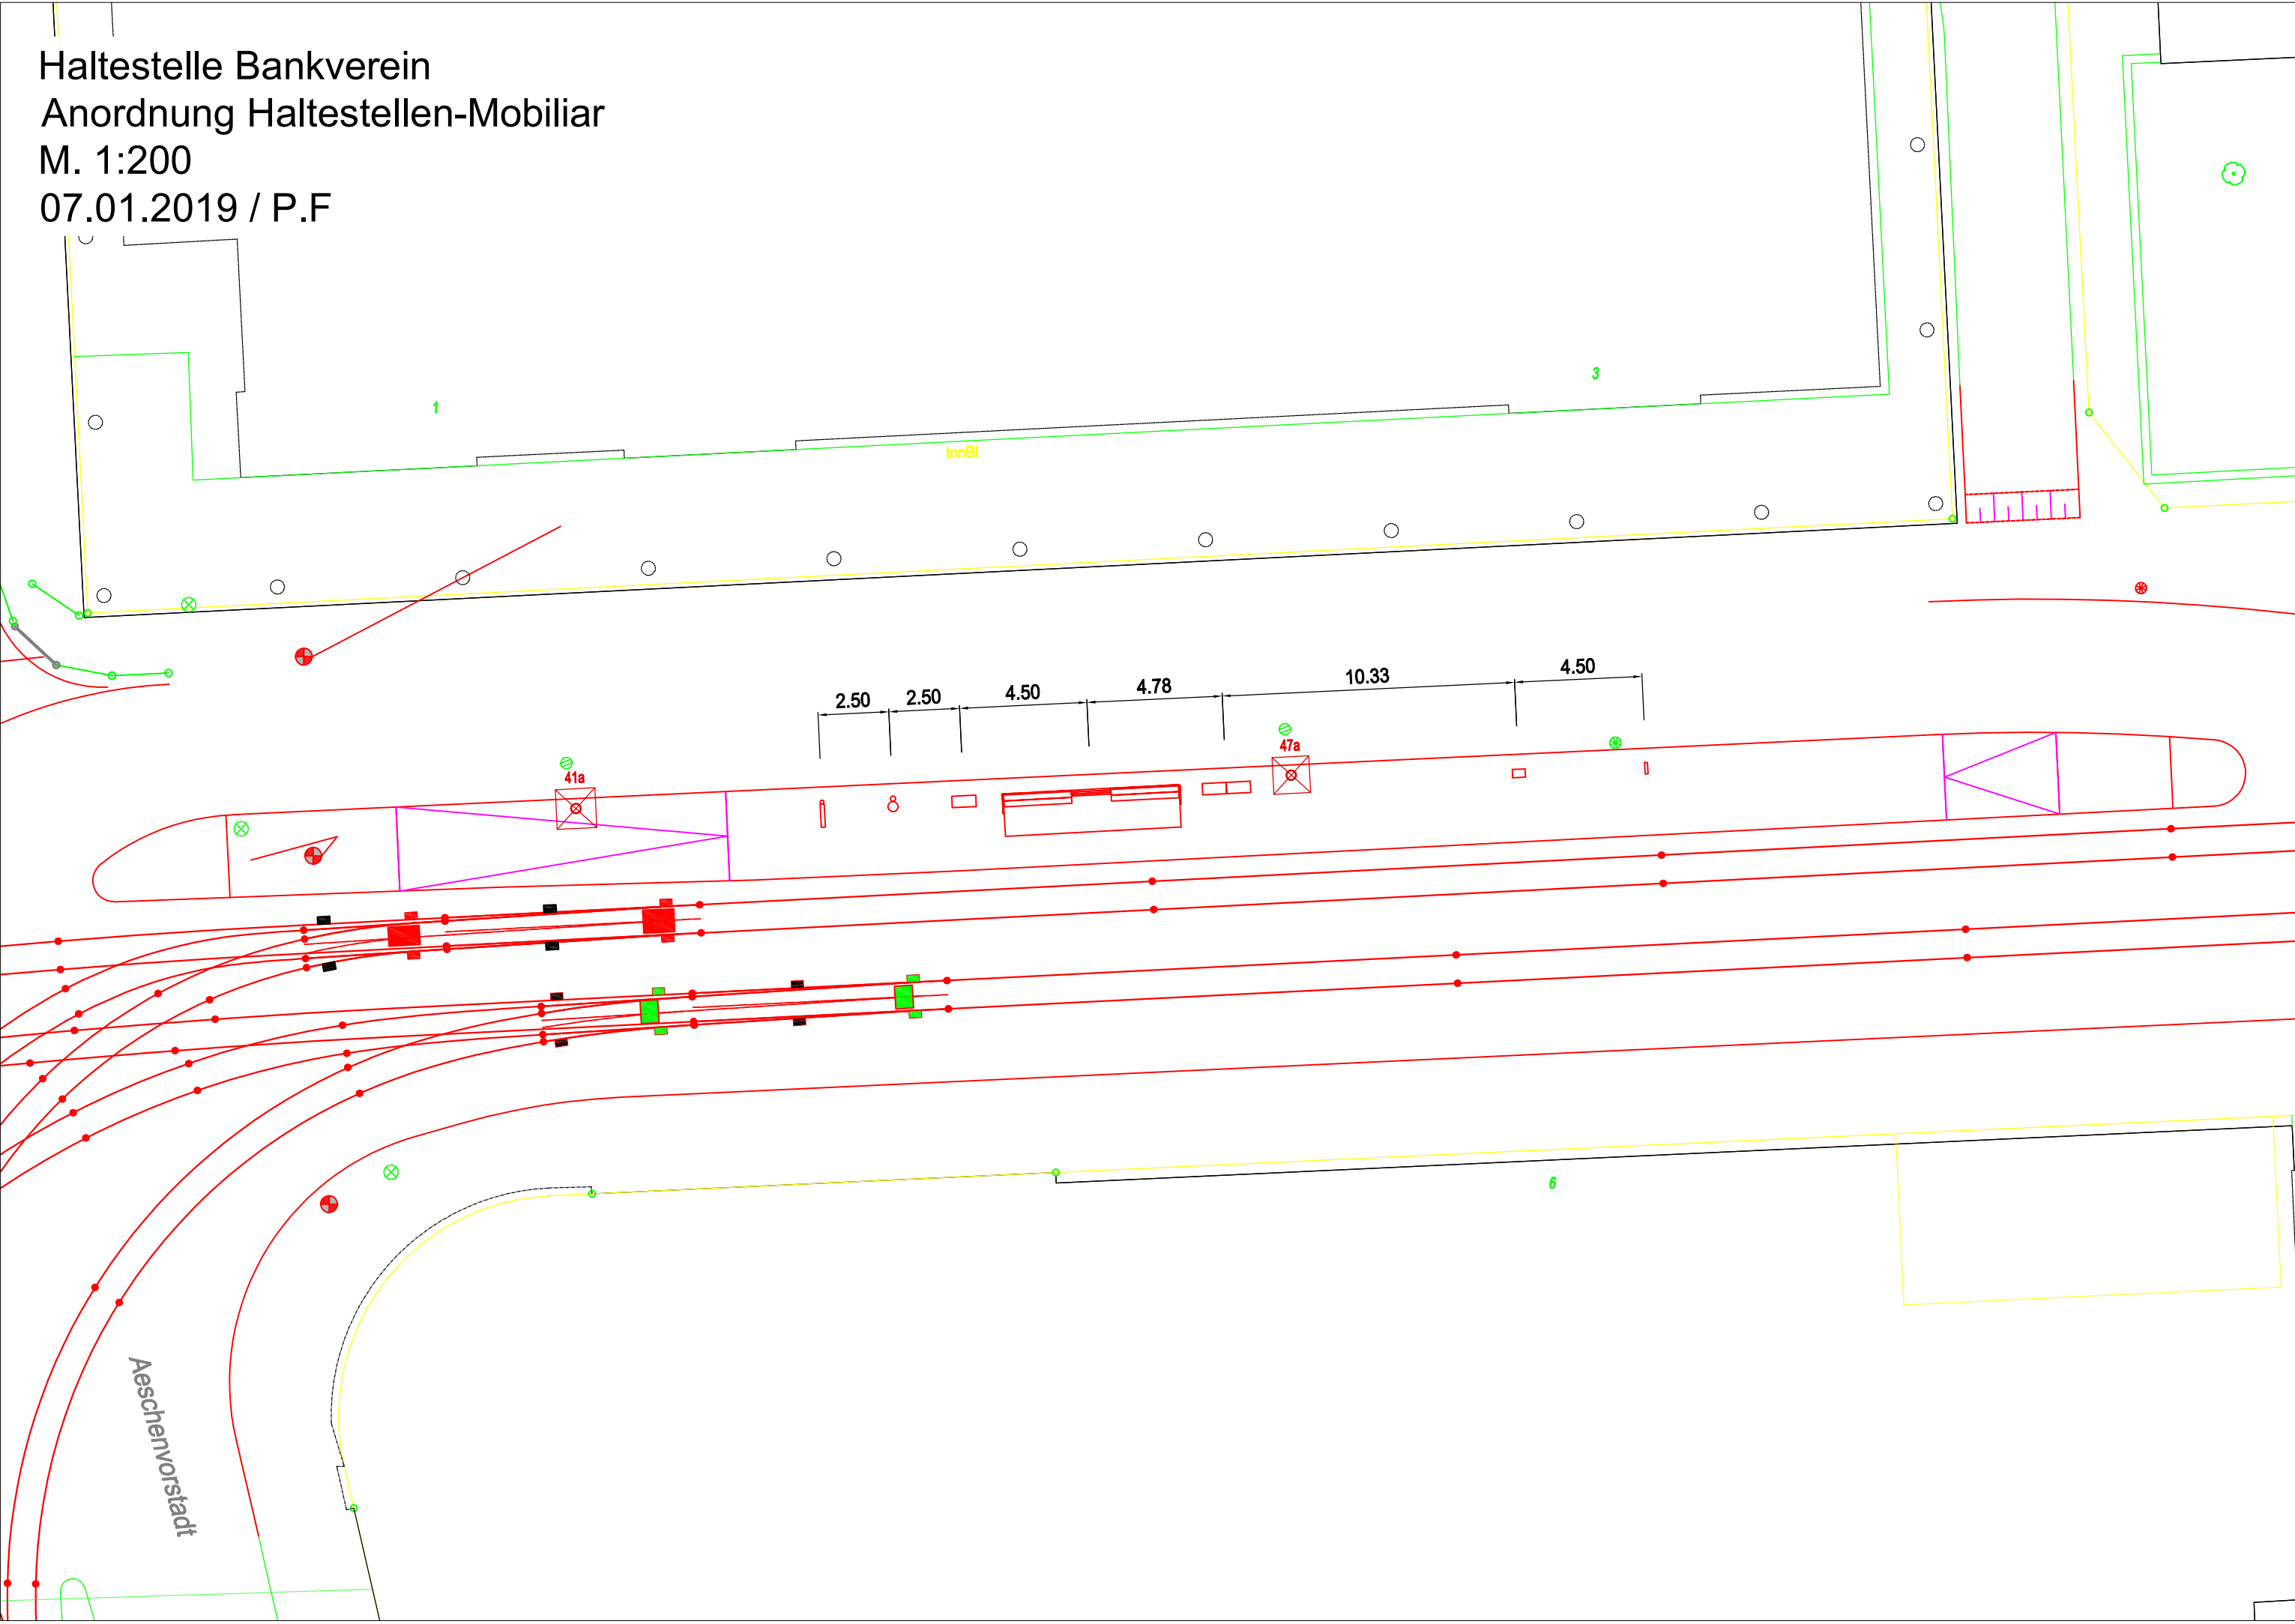 Haltestelle Bankverein
Anordnung Haltestellen-Mobiliar
M. 1:200
07.01.2019 / P.F
1
3
InnBl
2.50 2.50 4.50 4.78 10.33 4.50
41a
47a
6
Aeschenvorstadt